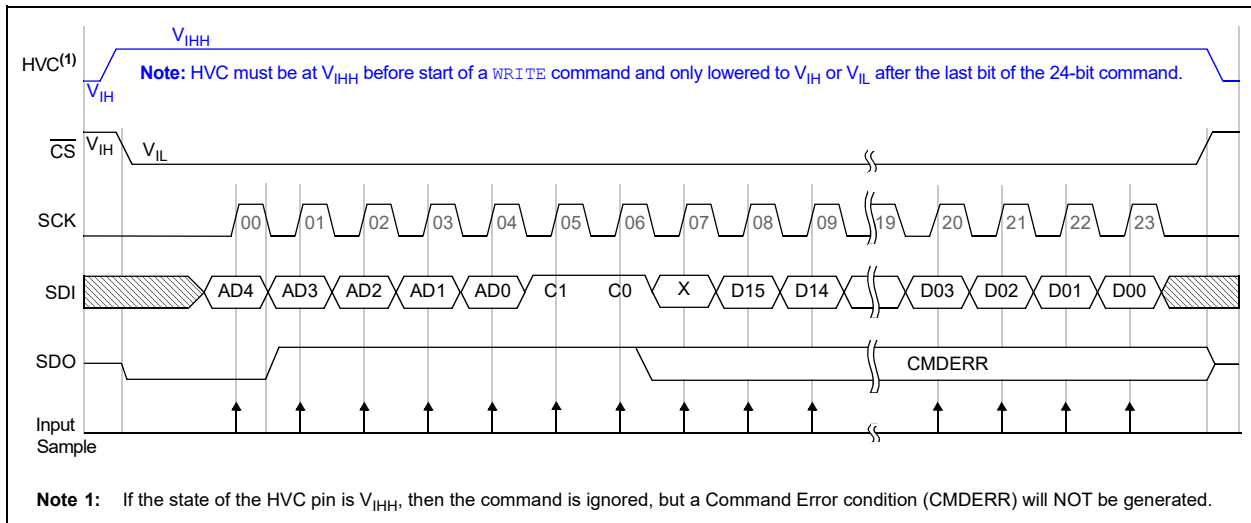 V_IHH
HVC(1)
Note: HVC must be at V_IHH before start of a WRITE command and only lowered to V_IH or V_IL after the last bit of the 24-bit command.
V_IH
CS V_IH V_IL
SCK 00 01 02 03 04 05 06 07 08 09 19 20 21 22 23
SDI AD4 AD3 AD2 AD1 AD0 C1 C0 X D15 D14 D03 D02 D01 D00
SDO CMDERR
Input
Sample
Note 1: If the state of the HVC pin is V_IHH, then the command is ignored, but a Command Error condition (CMDERR) will NOT be generated.